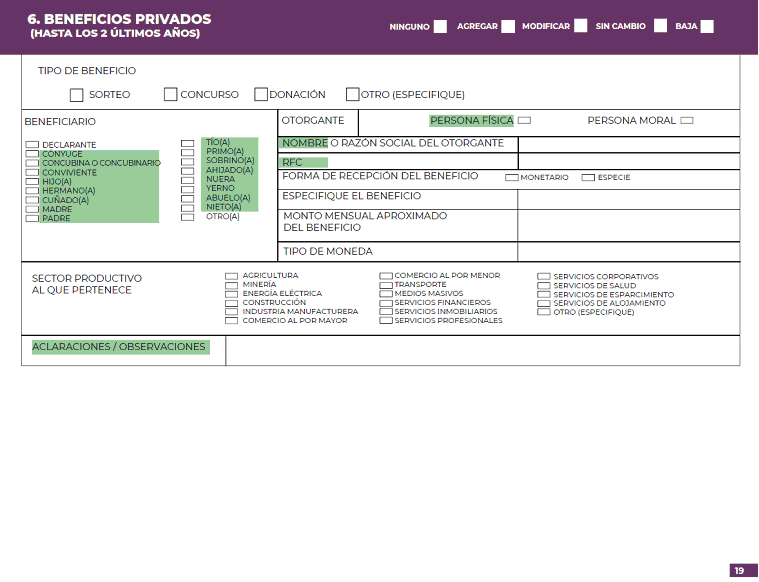 6. BENEFICIOS PRIVADOS
(HASTA LOS 2 ÚLTIMOS AÑOS)
NINGUNO AGREGAR MODIFICAR SIN CAMBIO BAJA
TIPO DE BENEFICIO
SORTEO CONCURSO DONACIÓN OTRO (ESPECIFIQUE)
BENEFICIARIO
DECLARANTE
CÓNYUGE
CONCUBINA O CONCUBINARIO
CONVIVIENTE
HIJO(A)
HERMANO(A)
CUÑADO(A)
MADRE
PADRE
TÍO(A)
PRIMO(A)
SOBRINO(A)
AHIJADO(A)
NUERA
YERNO
ABUELO(A)
NIETO(A)
OTRO(A)
OTORGANTE PERSONA FÍSICA PERSONA MORAL
NOMBRE O RAZÓN SOCIAL DEL OTORGANTE
RFC
FORMA DE RECEPCIÓN DEL BENEFICIO MONETARIO ESPECIE
ESPECIFIQUE EL BENEFICIO
MONTO MENSUAL APROXIMADO
DEL BENEFICIO
TIPO DE MONEDA
SECTOR PRODUCTIVO
AL QUE PERTENECE
AGRICULTURA
MINERÍA
ENERGÍA ELÉCTRICA
CONSTRUCCIÓN
INDUSTRIA MANUFACTURERA
COMERCIO AL POR MAYOR
COMERCIO AL POR MENOR
TRANSPORTE
MEDIOS MASIVOS
SERVICIOS FINANCIEROS
SERVICIOS INMOBILIARIOS
SERVICIOS PROFESIONALES
SERVICIOS CORPORATIVOS
SERVICIOS DE SALUD
SERVICIOS DE ESPARCIMIENTO
SERVICIOS DE ALOJAMIENTO
OTRO (ESPECIFIQUE)
ACLARACIONES / OBSERVACIONES
19